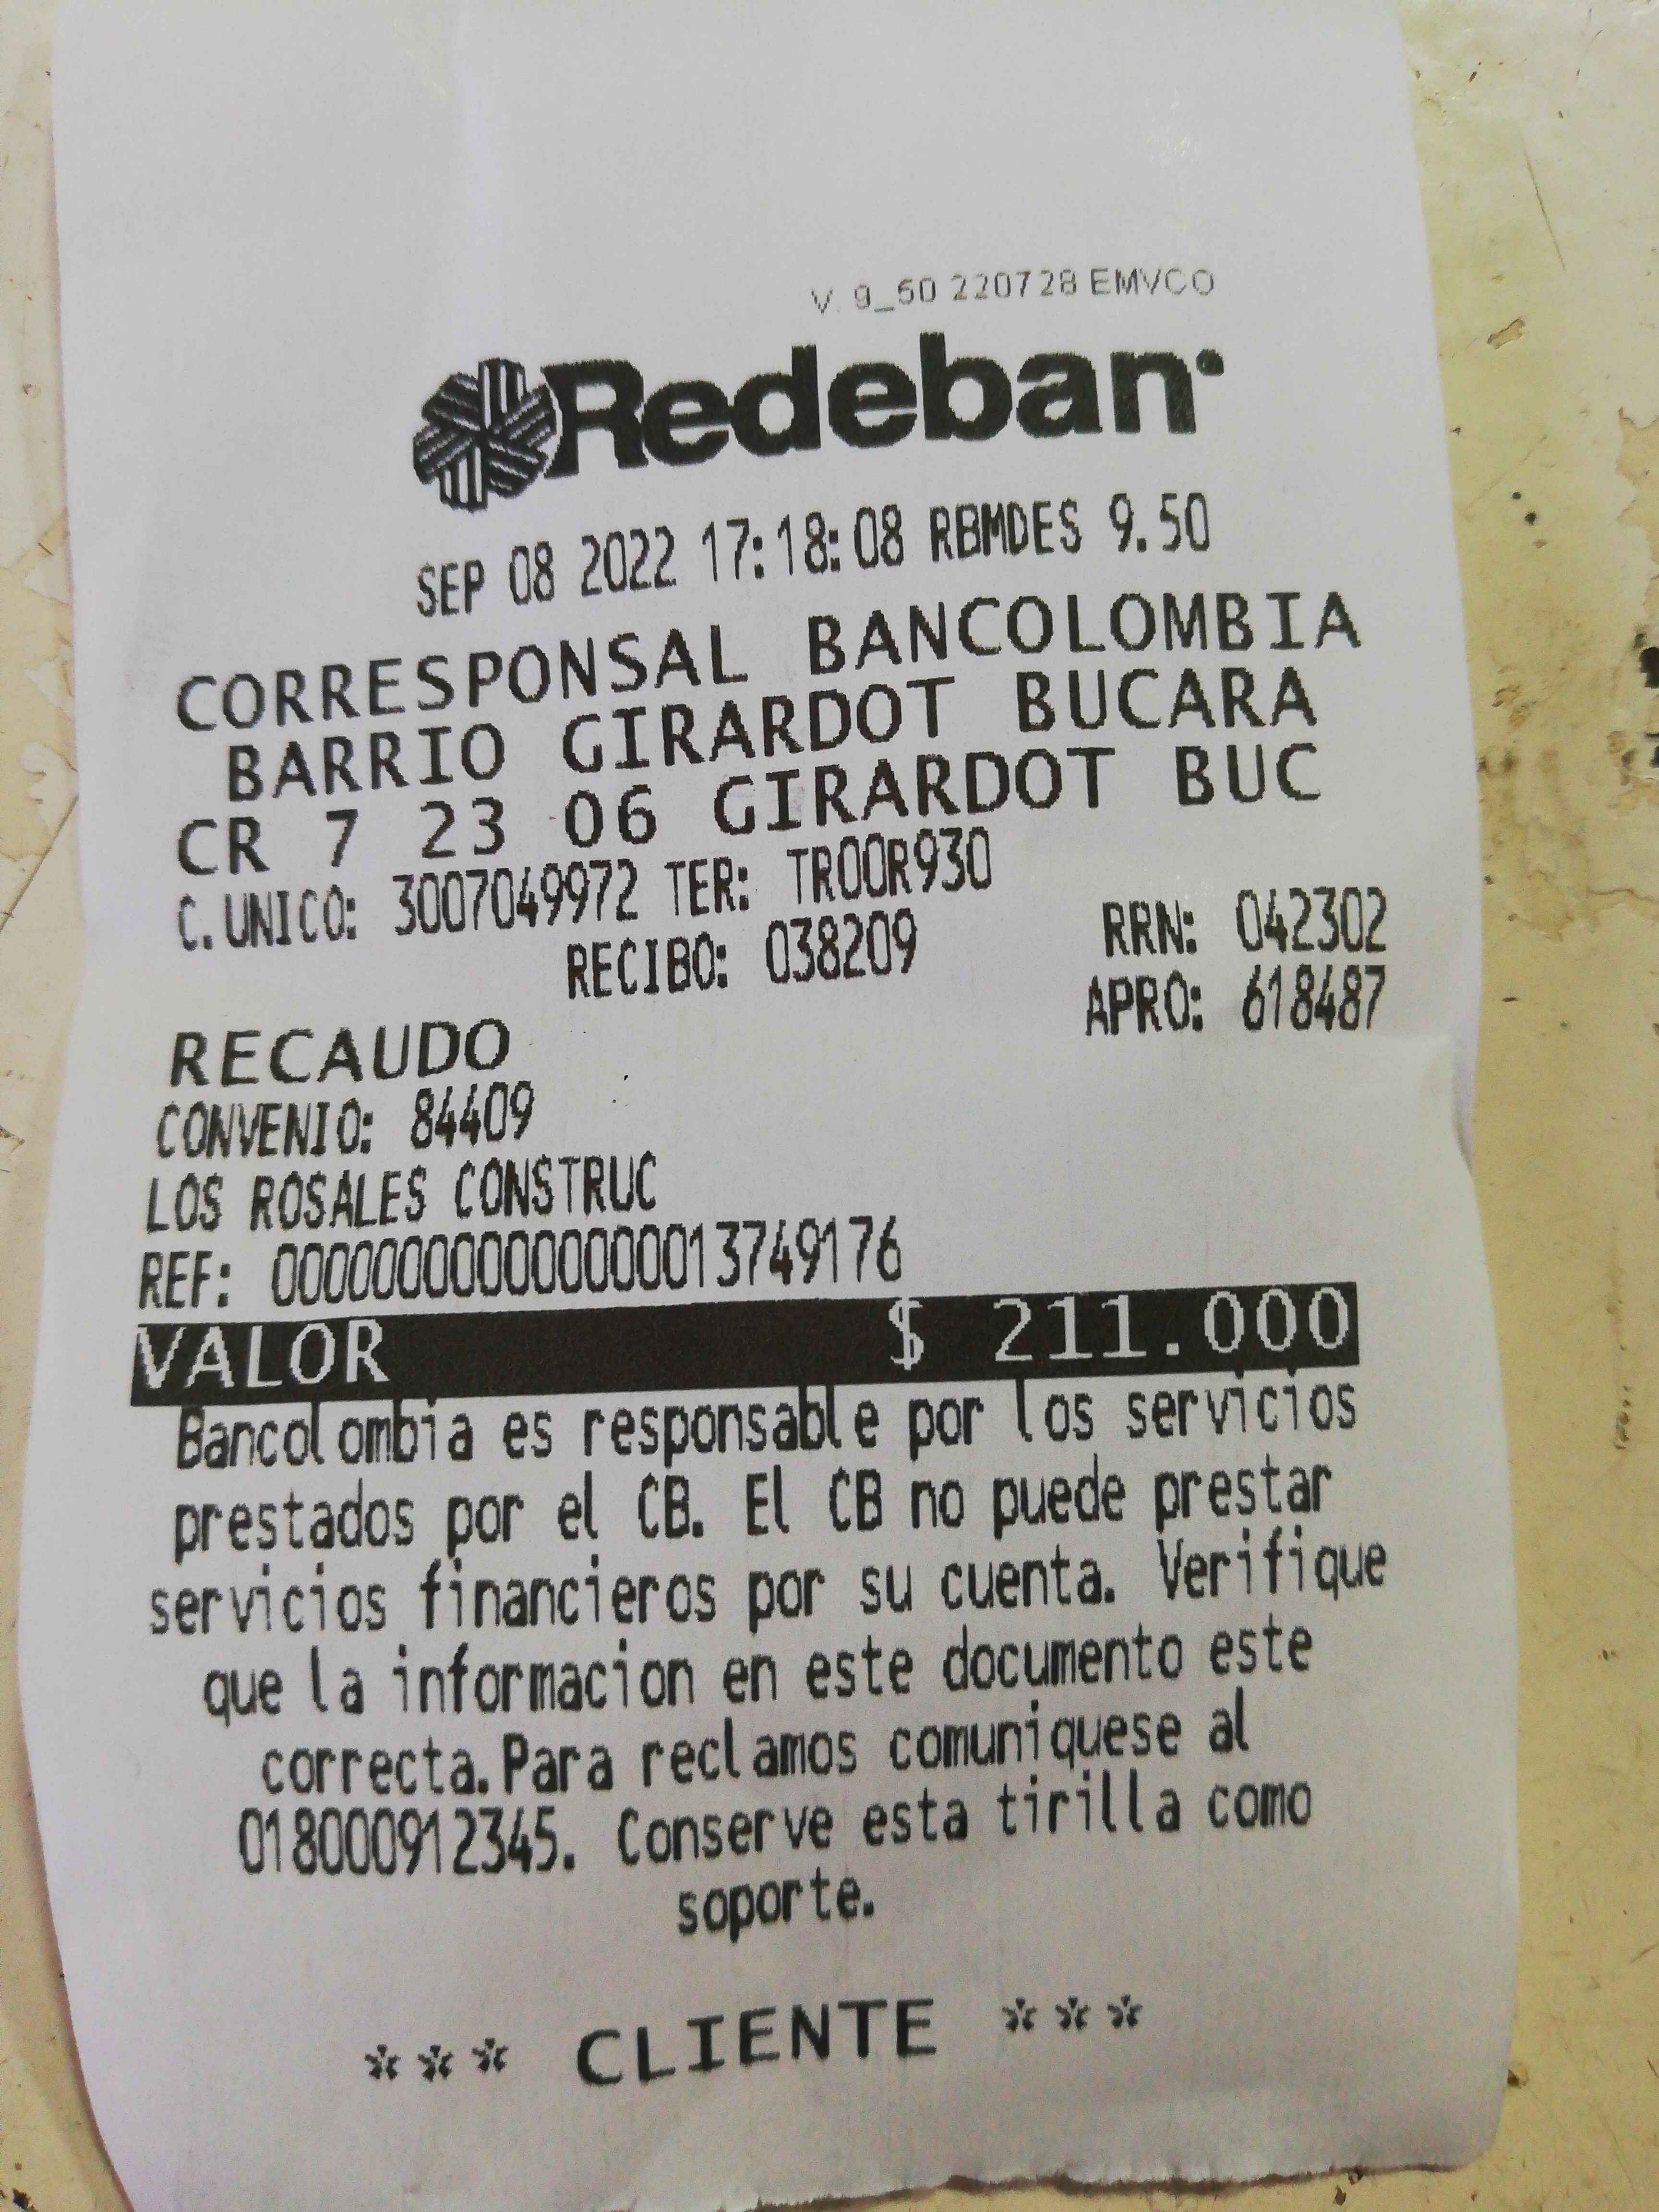 V. 9_50 220728 EMVCO
Redeban
SEP 08 2022 17:18:08 RBMDES 9.50
CORRESPONSAL BANCOLOMBIA
BARRIO GIRARDOT BUCARA
CR 7 23 06 GIRARDOT BUC
C.UNICO: 3007049972 TER: TR00R930
RECIBO: 038209 RRN: 042302
APRO: 618487
RECAUDO
CONVENIO: 84409
LOS ROSALES CONSTRUC
REF: 000000000000000013749176
VALOR $ 211.000
Bancolombia es responsable por los servicios
prestados por el CB. El CB no puede prestar
servicios financieros por su cuenta. Verifique
que la informacion en este documento este
correcta.Para reclamos comuniquese al
018000912345. Conserve esta tirilla como
soporte.
*** CLIENTE ***